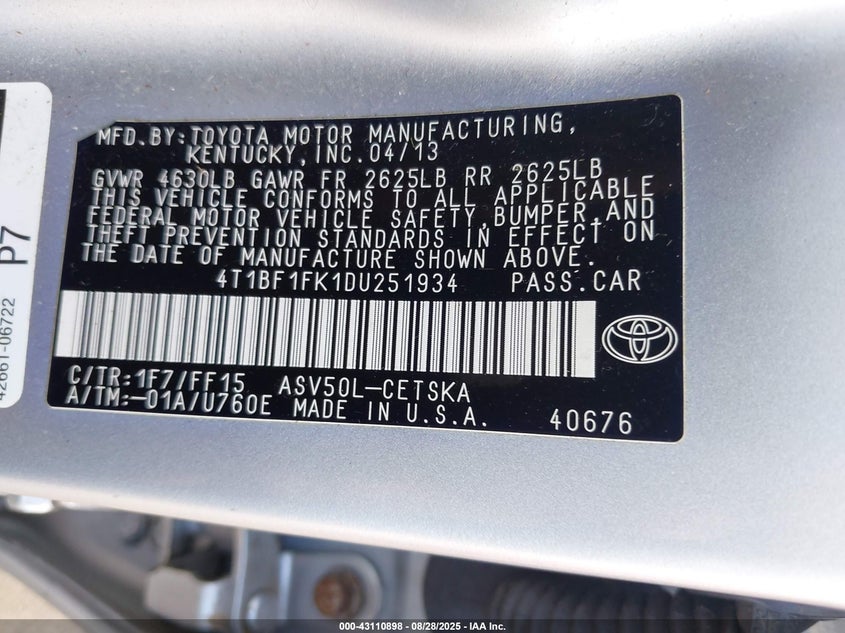 MFD.BY:TOYOTA MOTOR MANUFACTURING,
KENTUCKY,INC.04/13
GVWR 4630LB GAWR FR 2625LB RR 2625LB
THIS VEHICLE CONFORMS TO ALL APPLICABLE
FEDERAL MOTOR VEHICLE SAFETY,BUMPER,AND
THEFT PREVENTION STANDARDS IN EFFECT ON
THE DATE OF MANUFACTURE SHOWN ABOVE.
4T1BF1FK1DU251934 PASS.CAR
C/TR:1F7/FF15 ASV50L-CETSKA
A/TM:-01A/U760E MADE IN U.S.A. 40676
P7
42661-06722
000-43110898 - 08/28/2025 - IAA Inc.